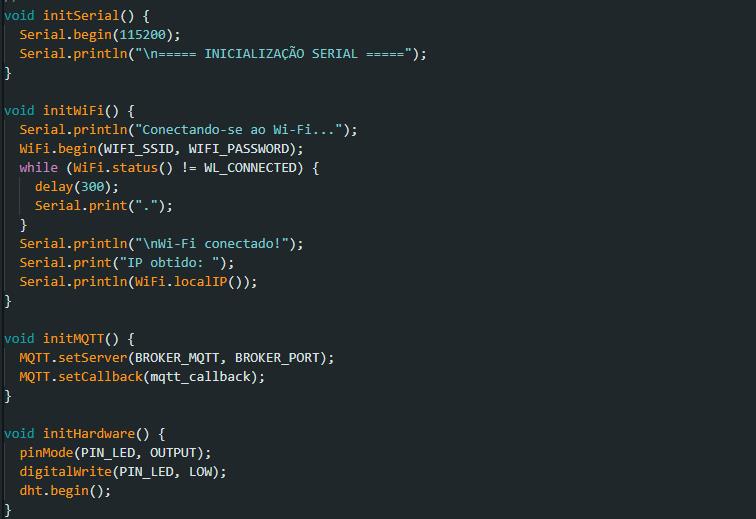 void initSerial() {
  Serial.begin(115200);
  Serial.println("\n===== INICIALIZAÇÃO SERIAL =====");
}

void initWiFi() {
  Serial.println("Conectando-se ao Wi-Fi...");
  WiFi.begin(WIFI_SSID, WIFI_PASSWORD);
  while (WiFi.status() != WL_CONNECTED) {
    delay(300);
    Serial.print(".");
  }
  Serial.println("\nWi-Fi conectado!");
  Serial.print("IP obtido: ");
  Serial.println(WiFi.localIP());
}

void initMQTT() {
  MQTT.setServer(BROKER_MQTT, BROKER_PORT);
  MQTT.setCallback(mqtt_callback);
}

void initHardware() {
  pinMode(PIN_LED, OUTPUT);
  digitalWrite(PIN_LED, LOW);
  dht.begin();
}